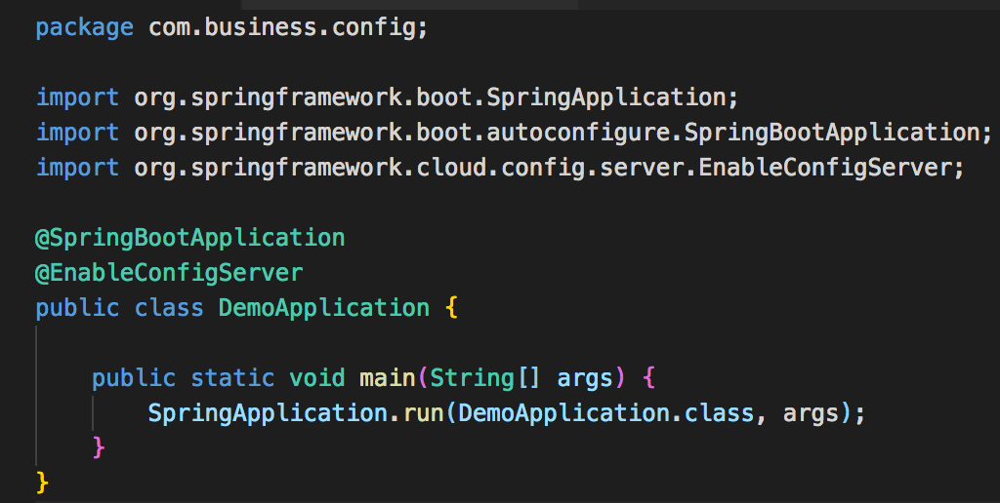 package com.business.config;
import org.springframework.boot.SpringApplication;
import org.springframework.boot.autoconfigure.SpringBootApplication;
import org.springframework.cloud.config.server.EnableConfigServer;
@SpringBootApplication
@EnableConfigServer
public class DemoApplication {
public static void main(String[] args) {
SpringApplication.run(DemoApplication.class, args);
}
}